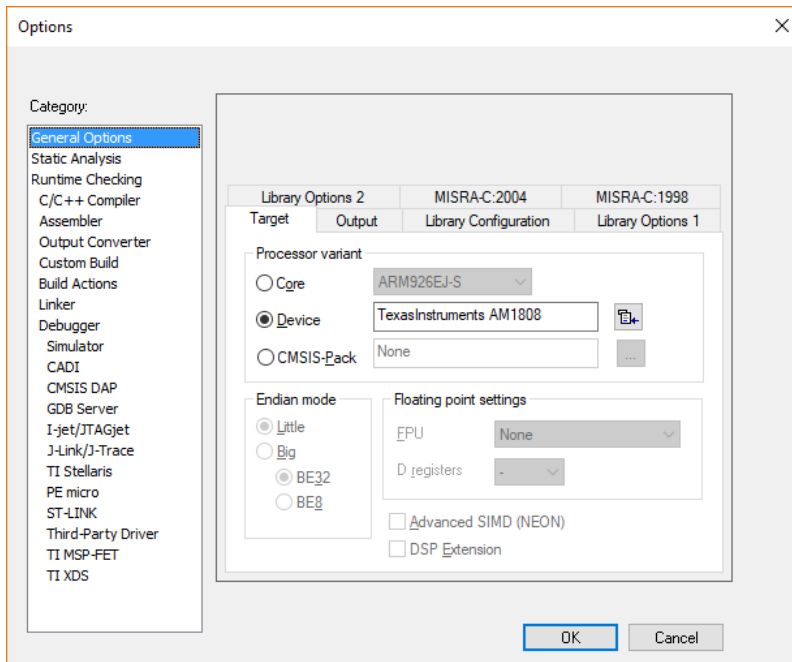 Options
Category:
General Options
Static Analysis
Runtime Checking
C/C++ Compiler
Assembler
Output Converter
Custom Build
Build Actions
Linker
Debugger
Simulator
CADI
CMSIS DAP
GDB Server
I-jet/JTAGjet
J-Link/J-Trace
TI Stellaris
PE micro
ST-LINK
Third-Party Driver
TI MSP-FET
TI XDS
Library Options 2 MISRA-C:2004 MISRA-C:1998
Target Output Library Configuration Library Options 1
Processor variant
Core ARM926EJ-S
Device TexasInstruments AM1808
CMSIS-Pack None ...
Endian mode
Little
Big
BE32
BE8
Floating point settings
FPU None
D registers -
Advanced SIMD (NEON)
DSP Extension
OK Cancel